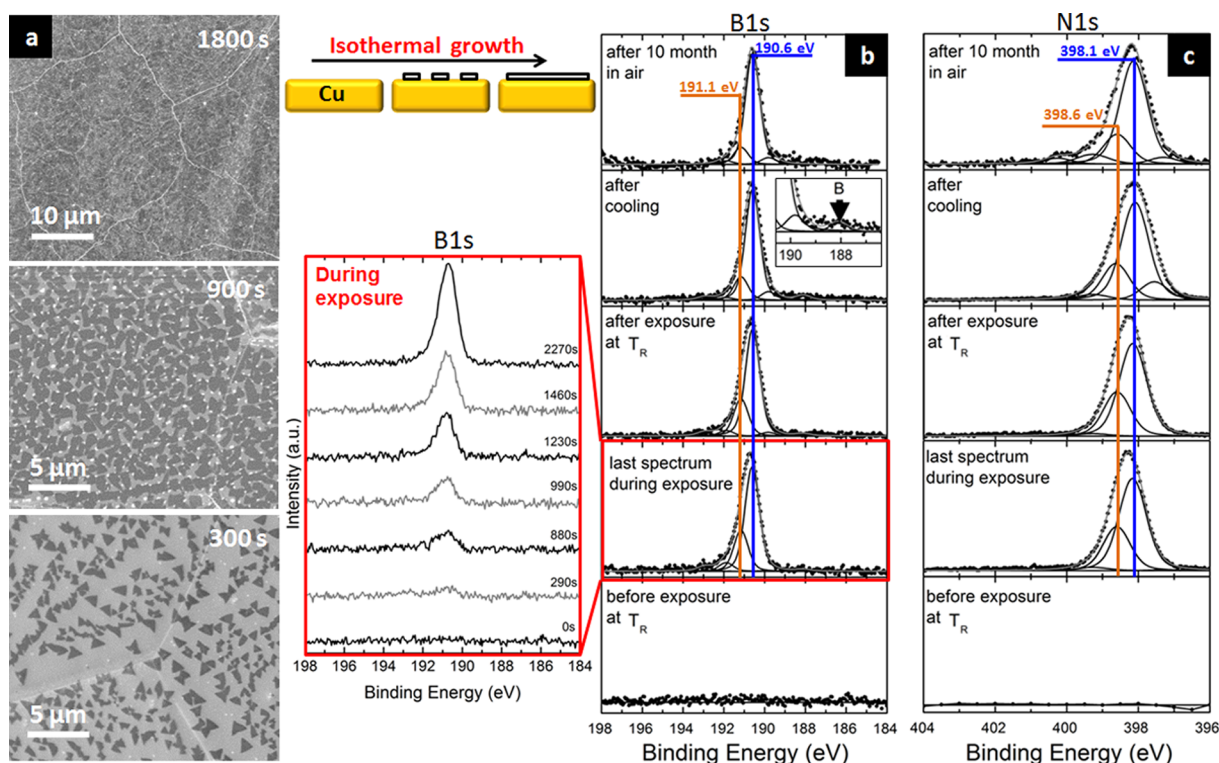 a
1800 s
10 µm
900 s
5 µm
300 s
5 µm
Isothermal growth
Cu
B1s
During
exposure
2270s
1460s
1230s
990s
880s
290s
0s
Intensity (a.u.)
198 196 194 192 190 188 186 184
Binding Energy (eV)
B1s
b
after 10 month
in air
190.6 eV
191.1 eV
after
cooling
B
190 188
after exposure
at TR
last spectrum
during exposure
before exposure
at TR
198 196 194 192 190 188 186 184
Binding Energy (eV)
N1s
c
after 10 month
in air
398.1 eV
398.6 eV
after
cooling
after exposure
at TR
last spectrum
during exposure
before exposure
at TR
404 402 400 398 396
Binding Energy (eV)